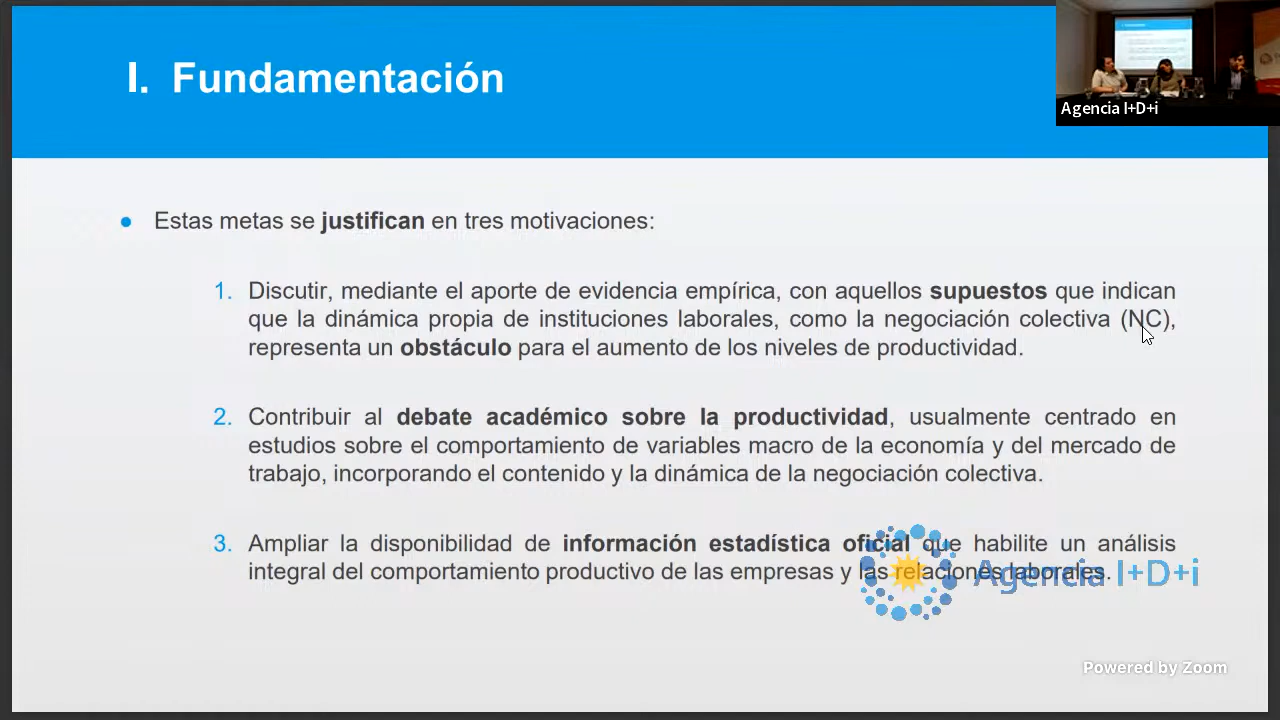 I. Fundamentación
Agencia I+D+i
● Estas metas se justifican en tres motivaciones:
1. Discutir, mediante el aporte de evidencia empírica, con aquellos supuestos que indican
que la dinámica propia de instituciones laborales, como la negociación colectiva (NC),
representa un obstáculo para el aumento de los niveles de productividad.
2. Contribuir al debate académico sobre la productividad, usualmente centrado en
estudios sobre el comportamiento de variables macro de la economía y del mercado de
trabajo, incorporando el contenido y la dinámica de la negociación colectiva.
3. Ampliar la disponibilidad de información estadística oficial que habilite un análisis
integral del comportamiento productivo de las empresas y las relaciones laborales.
Agencia I+D+i
Powered by Zoom